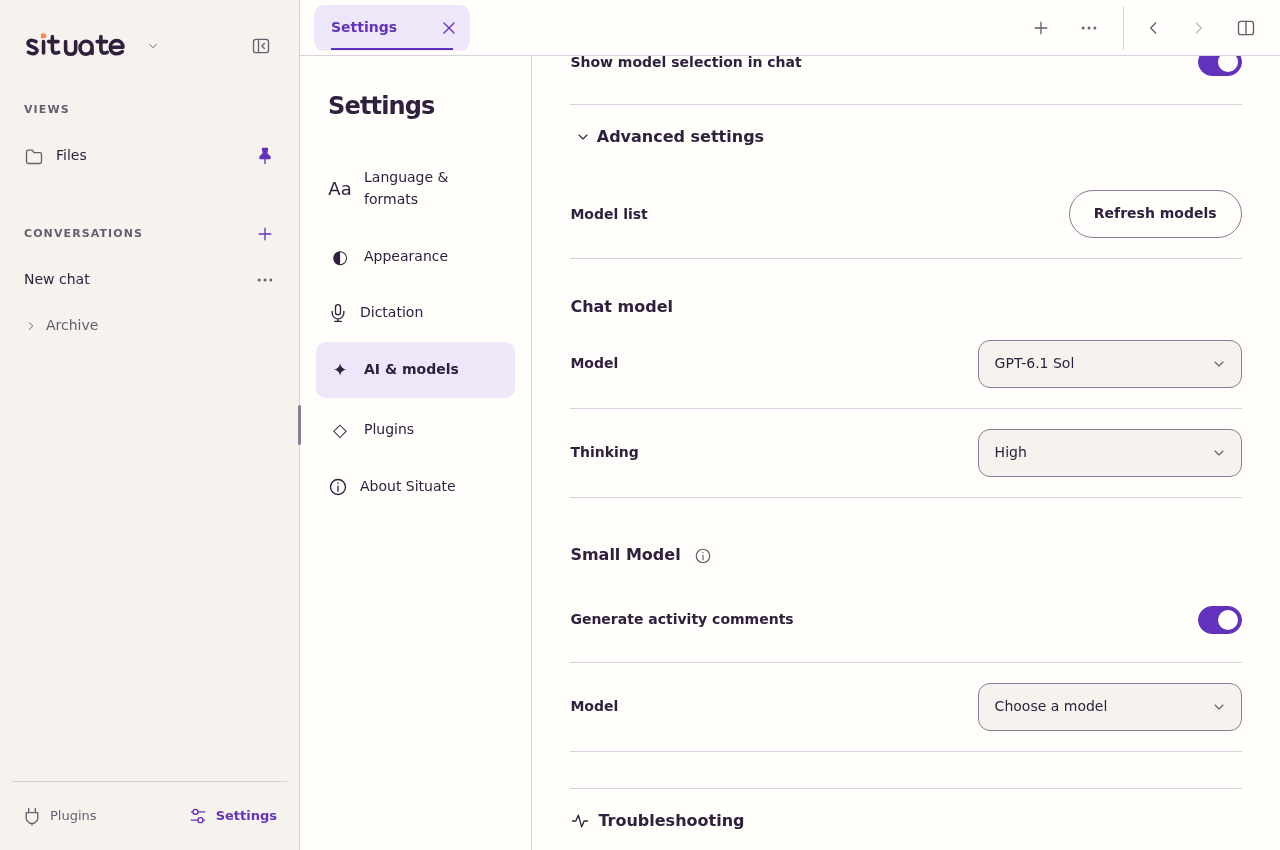 situate
VIEWS
Files
CONVERSATIONS
New chat
Archive
Plugins
Settings
Settings
Settings
Aa
Language &
formats
Appearance
Dictation
AI & models
Plugins
About Situate
Show model selection in chat
Advanced settings
Model list
Refresh models
Chat model
Model
GPT-6.1 Sol
Thinking
High
Small Model
Generate activity comments
Model
Choose a model
Troubleshooting